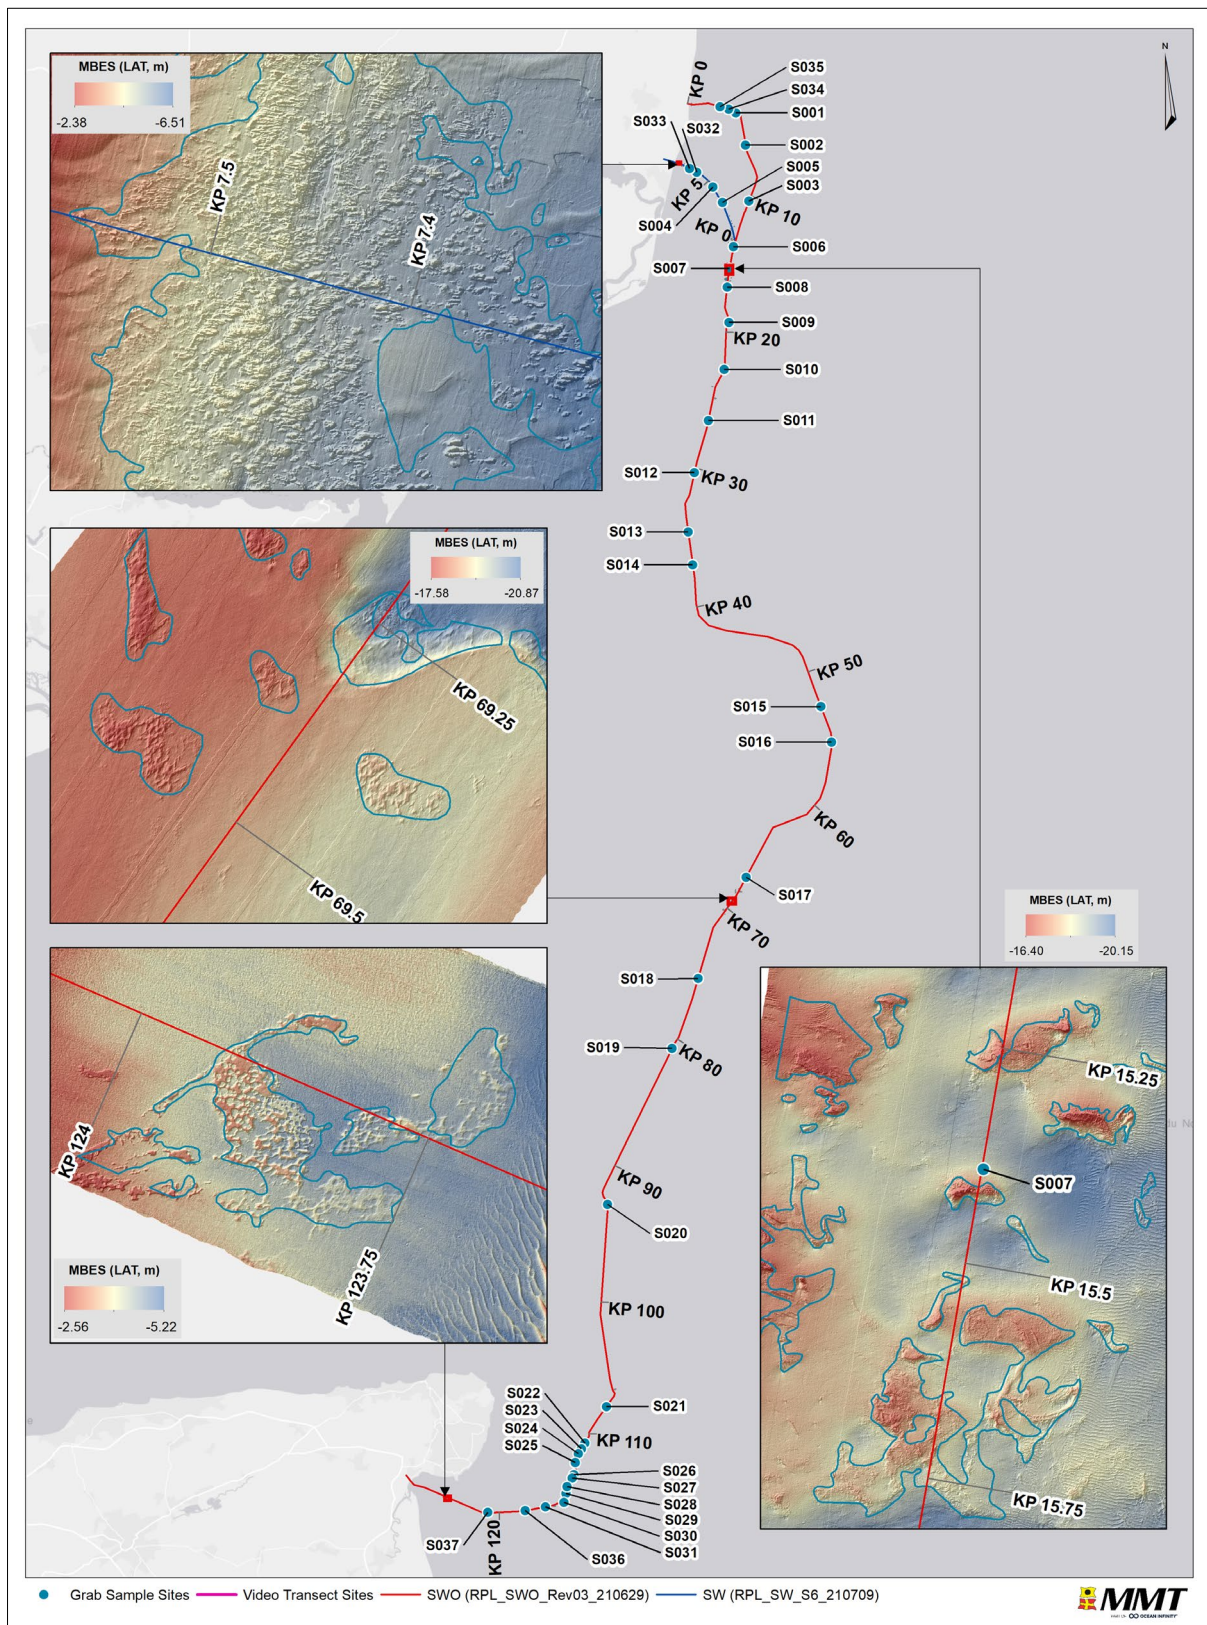 N
MBES (LAT, m)
-2.38 -6.51
KP 7.5
KP 7.4
KP 0
S035
S034
S001
S033
S032
S002
S005
KP 5
S003
KP 10
S004
KP 0
S006
S007
S008
S009
KP 20
S010
S011
S012
KP 30
S013
S014
KP 40
KP 50
S015
S016
KP 60
S017
KP 70
S018
S019
KP 80
KP 90
S020
KP 100
S022
S023
S024
S025
S021
KP 110
S026
S027
S028
S029
S030
S031
S037
KP 120
S036
MBES (LAT, m)
-17.58 -20.87
KP 69.25
KP 69.5
KP 124
KP 123.75
MBES (LAT, m)
-2.56 -5.22
MBES (LAT, m)
-16.40 -20.15
KP 15.25
S007
KP 15.5
KP 15.75
Grab Sample Sites Video Transect Sites SWO (RPL_SWO_Rev03_210629) SW (RPL_SW_S6_210709)
MMT
PART OF OCEAN INFINITY